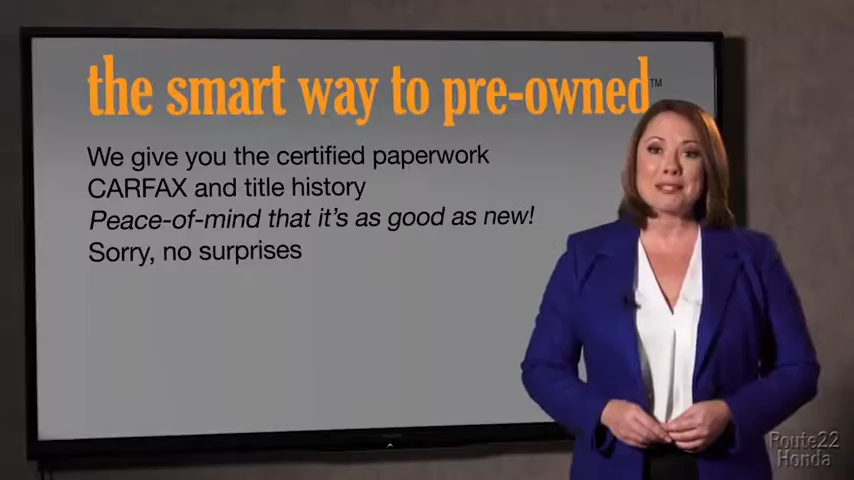 the smart way to pre-owned™
We give you the certified paperwork
CARFAX and title history
Peace-of-mind that it's as good as new!
Sorry, no surprises
Route22
Honda